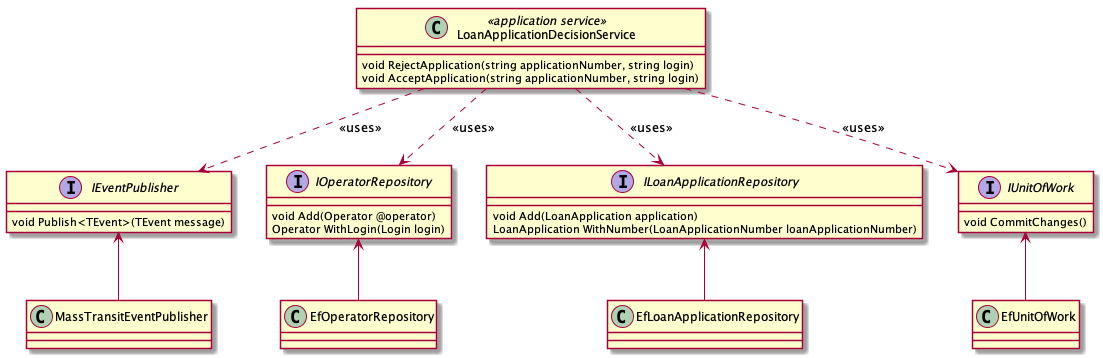 C
«application service»
LoanApplicationDecisionService
void RejectApplication(string applicationNumber, string login)
void AcceptApplication(string applicationNumber, string login)
«uses»
«uses»
«uses»
«uses»
I IEventPublisher
void Publish<TEvent>(TEvent message)
I IOperatorRepository
void Add(Operator @operator)
Operator WithLogin(Login login)
I ILoanApplicationRepository
void Add(LoanApplication application)
LoanApplication WithNumber(LoanApplicationNumber loanApplicationNumber)
I IUnitOfWork
void CommitChanges()
C MassTransitEventPublisher
C EfOperatorRepository
C EfLoanApplicationRepository
C EfUnitOfWork